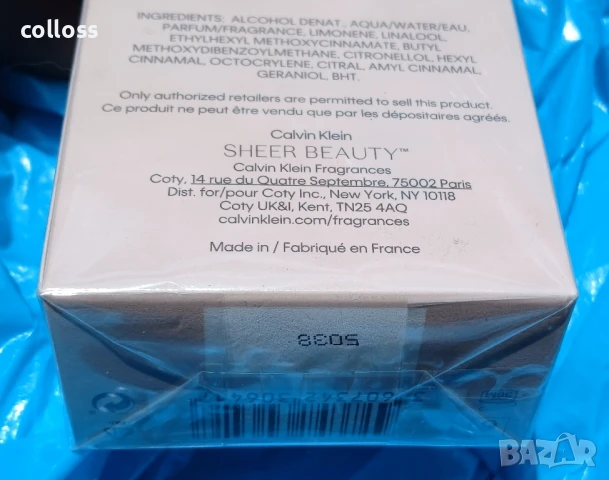 colloss
INGREDIENTS: ALCOHOL DENAT., AQUA/WATER/EAU,
PARFUM/FRAGRANCE, LIMONENE, LINALOOL,
ETHYLHEXYL METHOXYCINNAMATE, BUTYL
METHOXYDIBENZOYLMETHANE, CITRONELLOL, HEXYL
CINNAMAL, OCTOCRYLENE, CITRAL, AMYL CINNAMAL,
GERANIOL, BHT.
Only authorized retailers are permitted to sell this product.
Ce produit ne peut être vendu que par les dépositaires agréés.
Calvin Klein
SHEER BEAUTY™
Calvin Klein Fragrances
Coty, 14 rue du Quatre Septembre, 75002 Paris
Dist. for/pour Coty Inc., New York, NY 10118
Coty UK&I, Kent, TN25 4AQ
calvinklein.com/fragrances
Made in / Fabriqué en France
5038
BAZAR